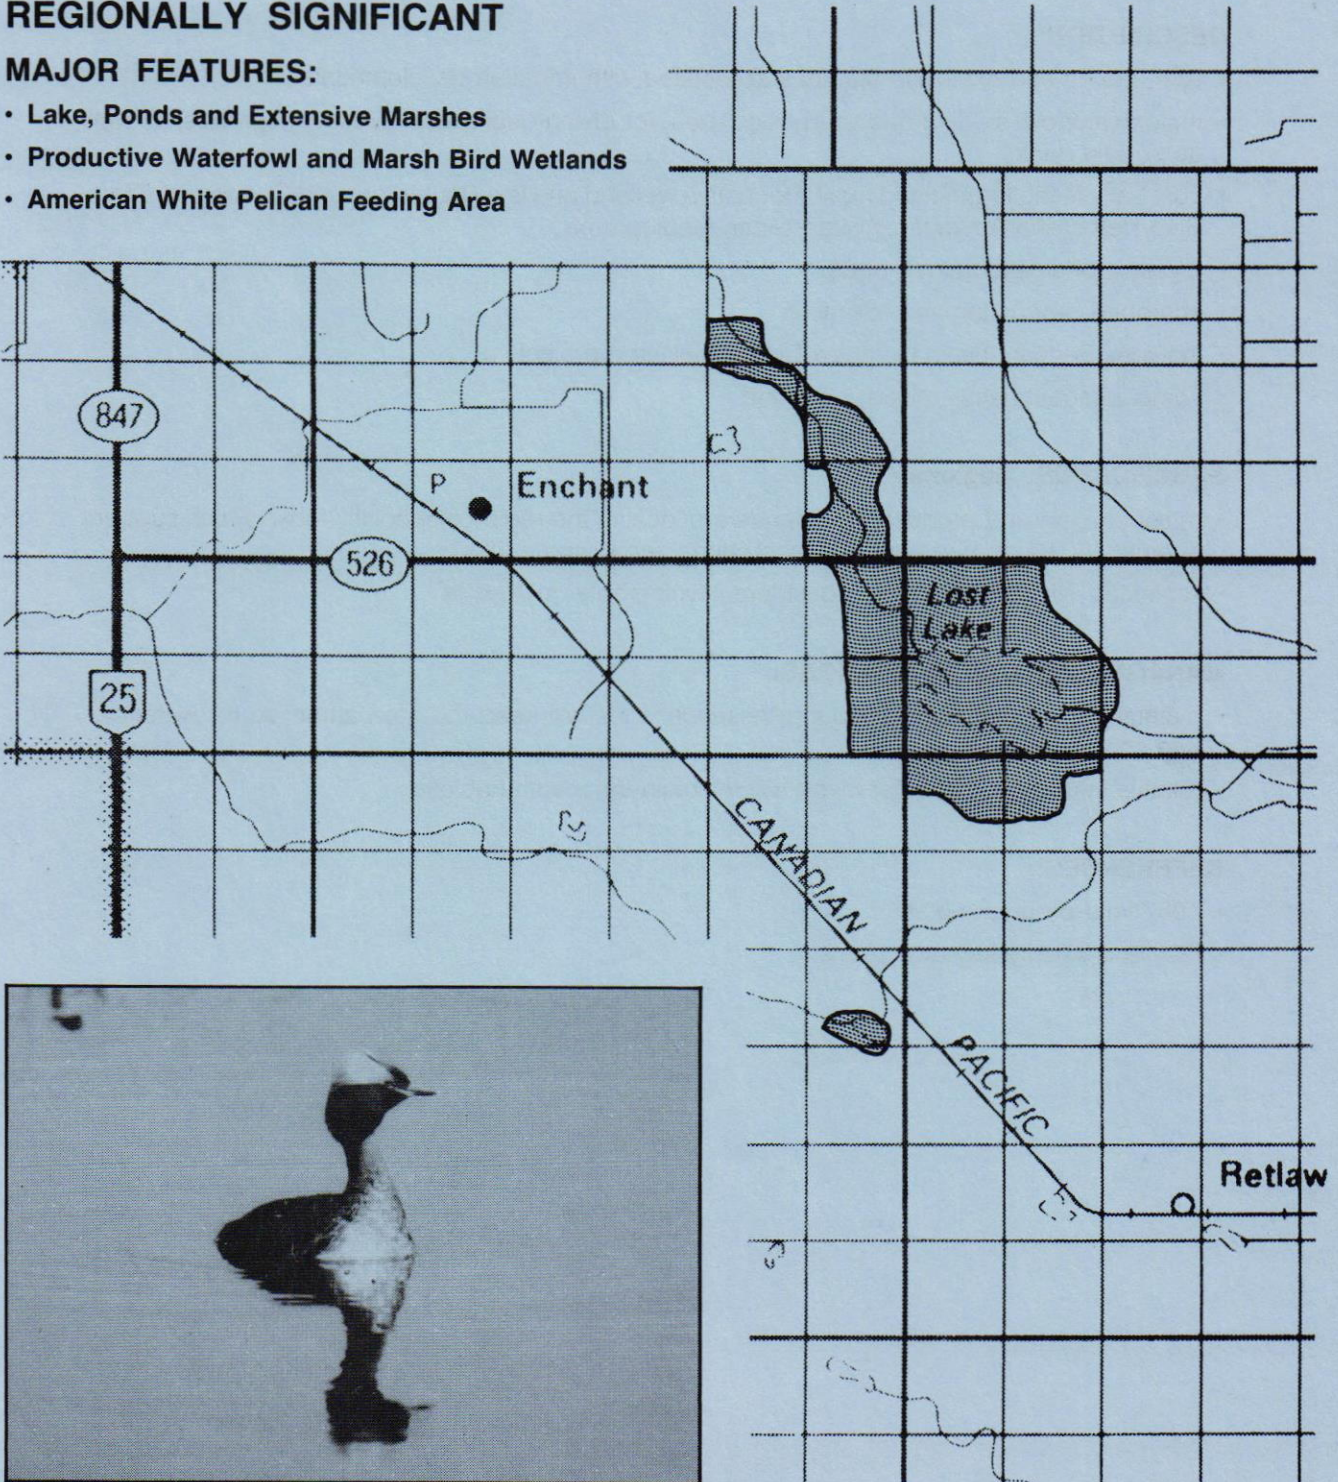 REGIONALLY SIGNIFICANT
MAJOR FEATURES:
• Lake, Ponds and Extensive Marshes
• Productive Waterfowl and Marsh Bird Wetlands
• American White Pelican Feeding Area
847
P
Enchant
526
Lost
Lake
25
CANADIAN
PACIFIC
Retlaw